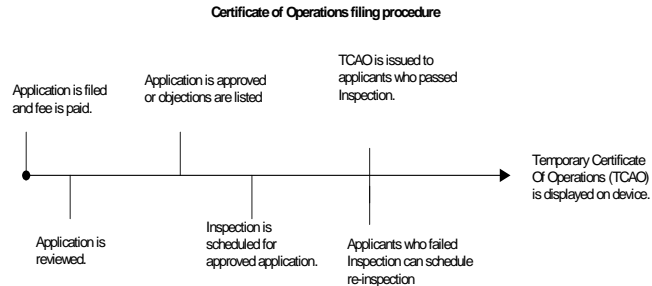 Certificate of Operations filing procedure
Application is filed
and fee is paid.
Application is approved
or objections are listed
TCAO is issued to
applicants who passed
Inspection.
Temporary Certificate
Of Operations (TCAO)
is displayed on device.
Application is
reviewed.
Inspection is
scheduled for
approved application.
Applicants who failed
Inspection can schedule
re-inspection